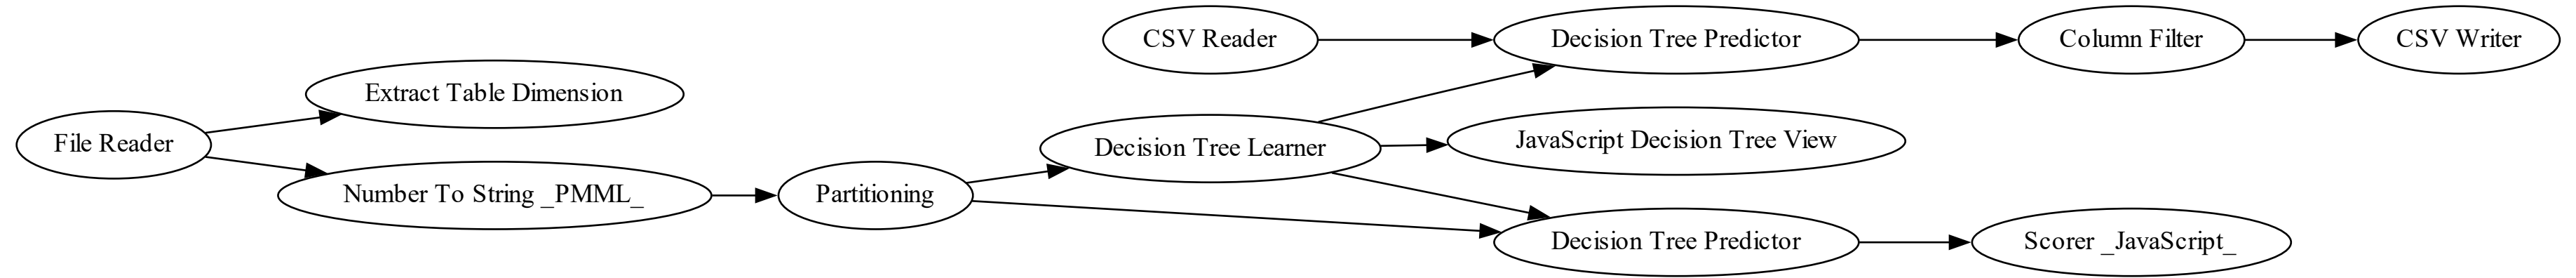 CSV Reader
Decision Tree Predictor
Column Filter
CSV Writer
Extract Table Dimension
File Reader
Decision Tree Learner
JavaScript Decision Tree View
Number To String _PMML_
Partitioning
Decision Tree Predictor
Scorer _JavaScript_